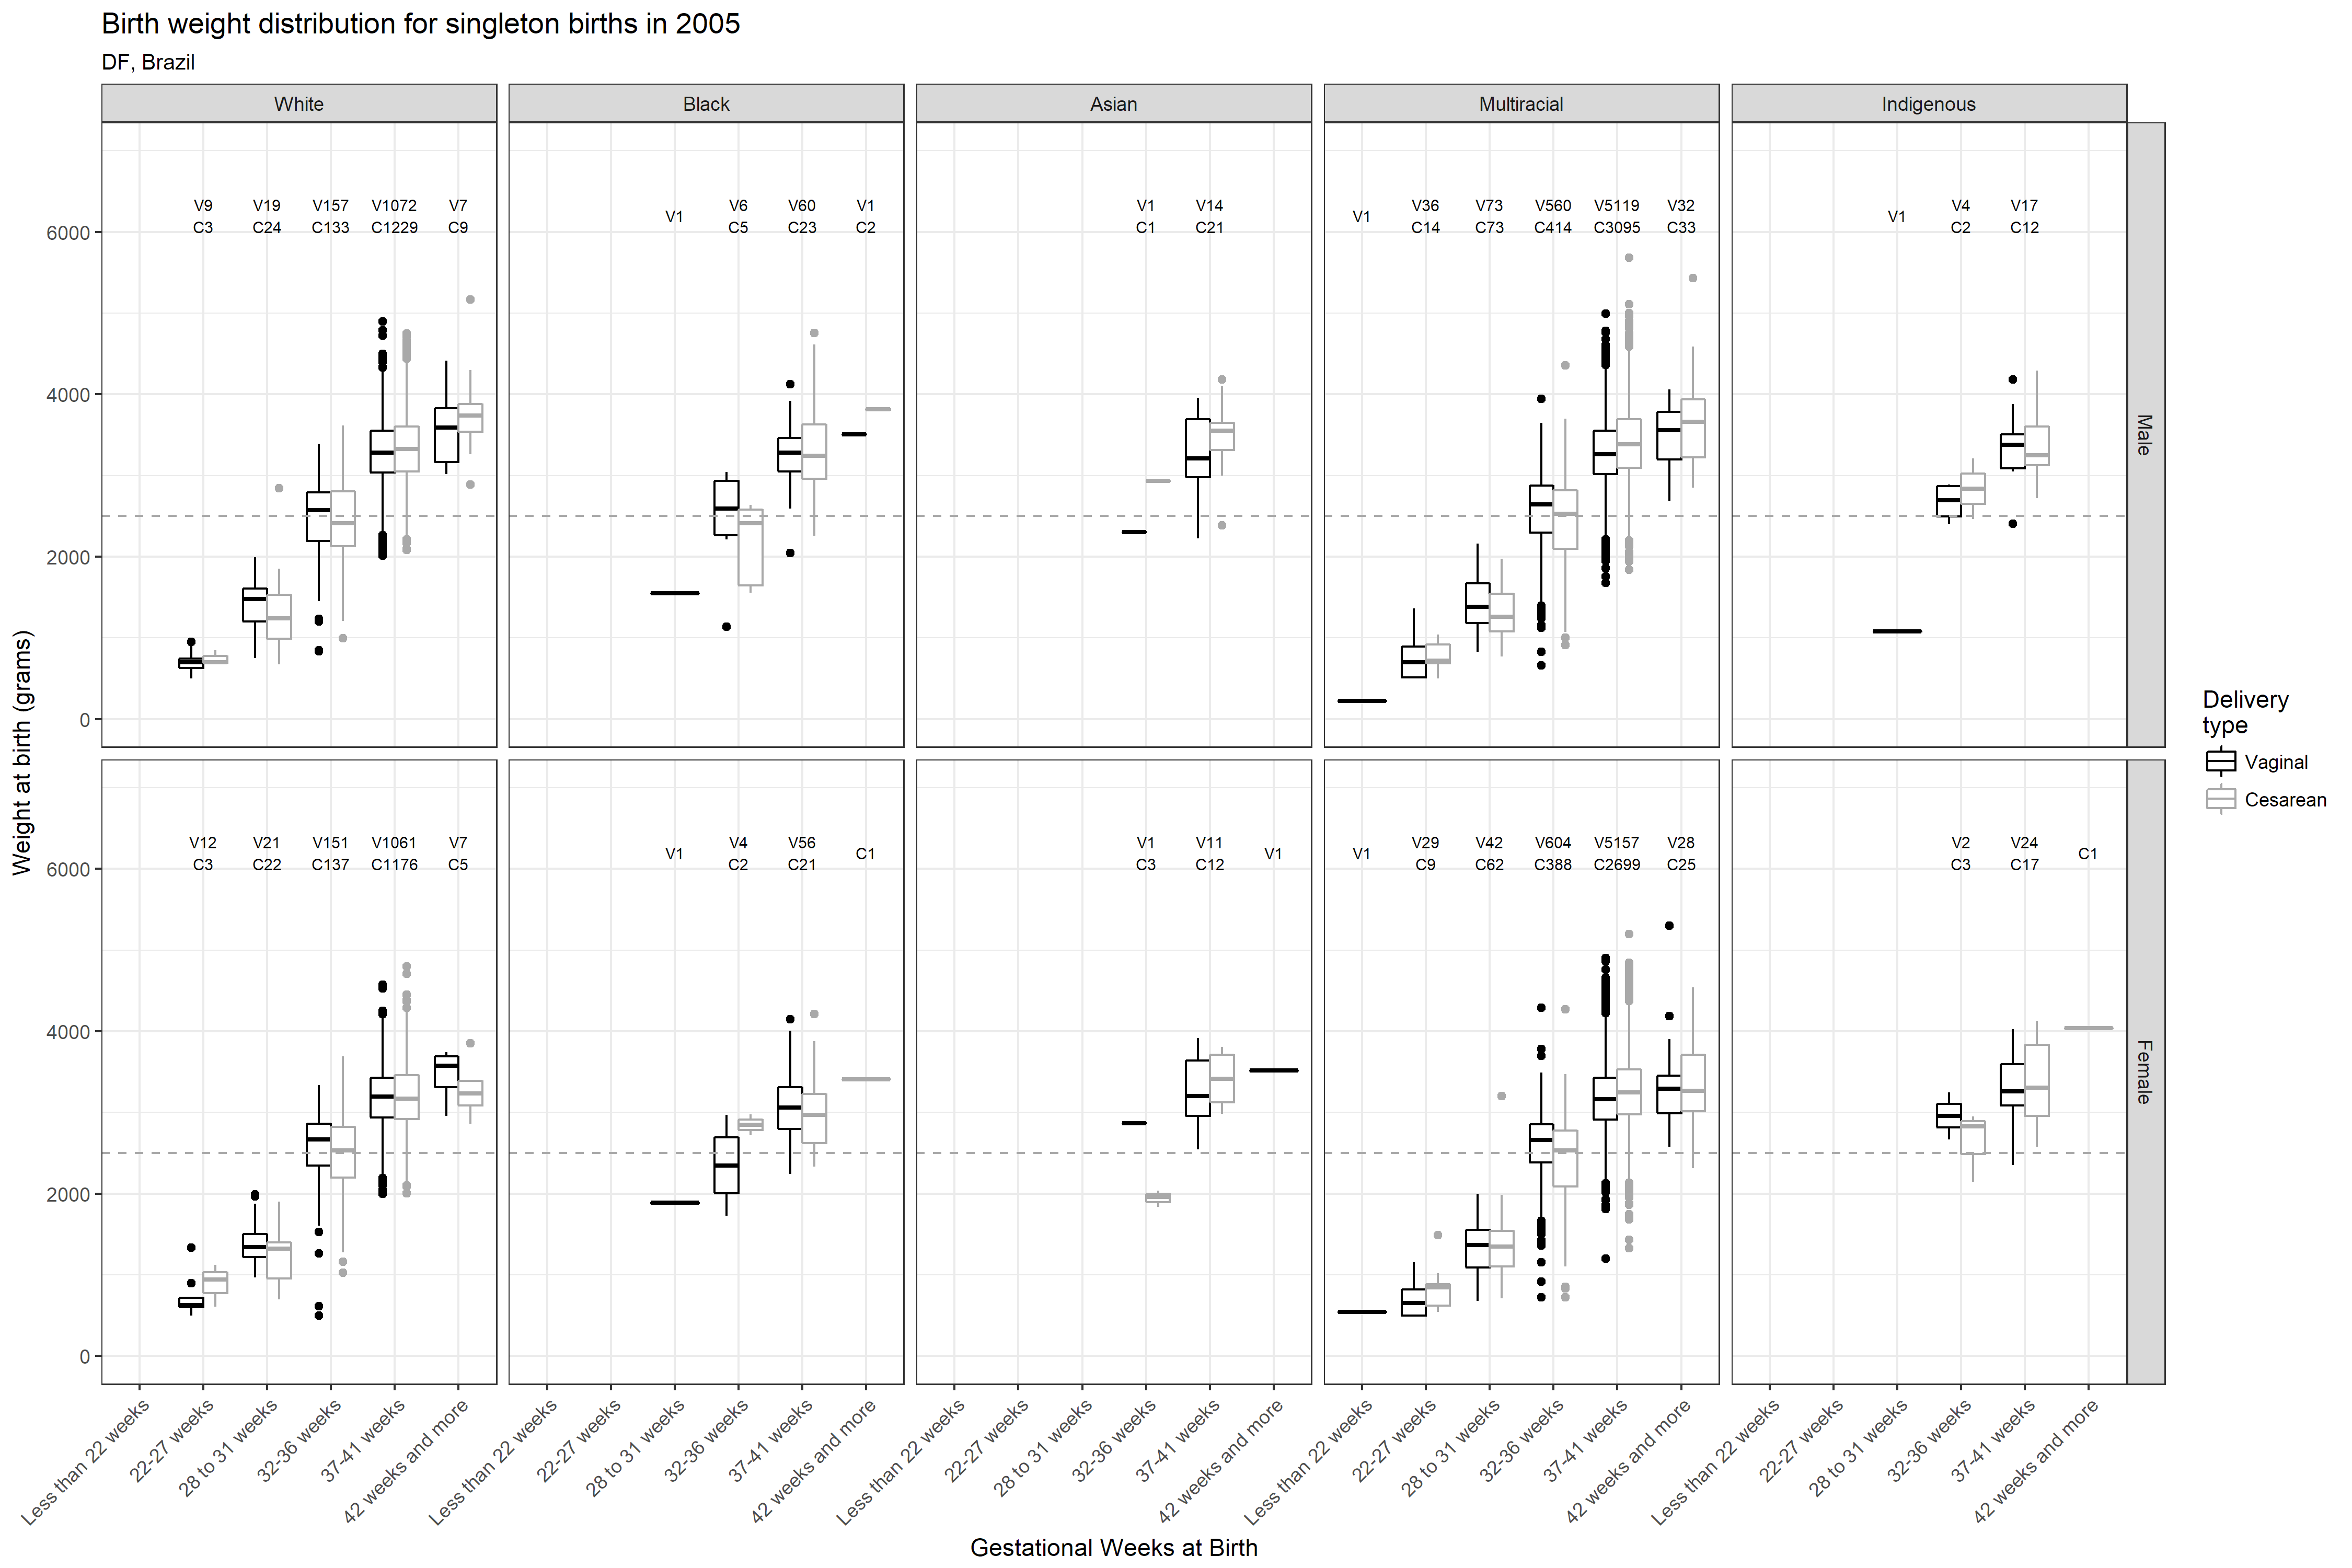 Birth weight distribution for singleton births in 2005
DF, Brazil
White
Black
Asian
Multiracial
Indigenous
V9 V19 V157 V1072 V7
C3 C24 C133 C1229 C9
V1 V6 V60 V1
C5 C23 C2
V1 V14
C1 C21
V1 V36 V73 V560 V5119 V32
C14 C73 C414 C3095 C33
V1 V4 V17
C2 C12
6000
4000
2000
0
Male
V12 V21 V151 V1061 V7
C3 C22 C137 C1176 C5
V1 V4 V56 C1
C2 C21
V1 V11 V1
C3 C12
V1 V29 V42 V604 V5157 V28
C9 C62 C388 C2699 C25
V2 V24 C1
C3 C17
6000
4000
2000
0
Female
Weight at birth (grams)
Less than 22 weeks
22-27 weeks
28 to 31 weeks
32-36 weeks
37-41 weeks
42 weeks and more
Less than 22 weeks
22-27 weeks
28 to 31 weeks
32-36 weeks
37-41 weeks
42 weeks and more
Less than 22 weeks
22-27 weeks
28 to 31 weeks
32-36 weeks
37-41 weeks
42 weeks and more
Less than 22 weeks
22-27 weeks
28 to 31 weeks
32-36 weeks
37-41 weeks
42 weeks and more
Less than 22 weeks
22-27 weeks
28 to 31 weeks
32-36 weeks
37-41 weeks
42 weeks and more
Gestational Weeks at Birth
Delivery
type
Vaginal
Cesarean